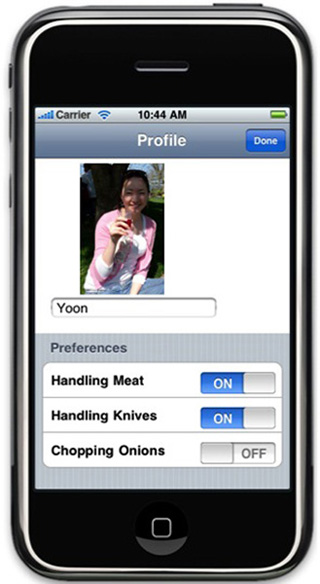 Carrier 10:44 AM
Profile Done
Yoon
Preferences
Handling Meat ON
Handling Knives ON
Chopping Onions OFF